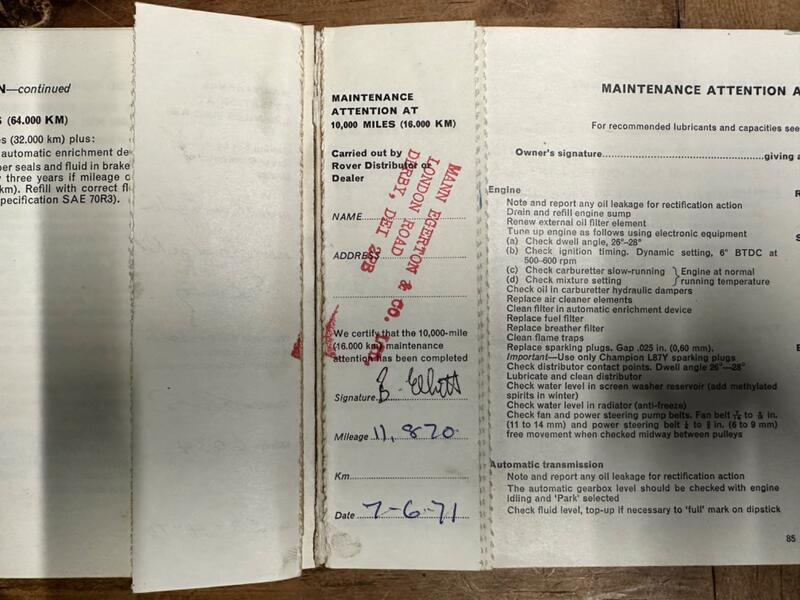 N—continued
S (64.000 KM)
es (32.000 km) plus:
automatic enrichment de
per seals and fluid in brake
three years if mileage
km). Refill with correct fl
specification SAE 70R3).
MAINTENANCE
ATTENTION AT
10,000 MILES (16.000 KM)
Carried out by
Rover Distributor or
Dealer
NAME
ADDRESS
MANN EGERTON & CO. LTD.
LONDON ROAD
DERBY, DE1 2PB
We certify that the 10,000-mile
(16.000 km) maintenance
attention has been completed
Signature B. Elliott
Mileage 11,870
Km
Date 7-6-71
MAINTENANCE ATTENTION A
For recommended lubricants and capacities see
Owner's signature giving a
Engine
R
Note and report any oil leakage for rectification action
Drain and refill engine sump
Renew external oil filter element
Tune up engine as follows using electronic equipment
S
(a) Check dwell angle, 26°–28°
(b) Check ignition timing. Dynamic setting, 6° BTDC at
500–600 rpm
(c) Check carburetter slow-running } Engine at normal
(d) Check mixture setting } running temperature
Check oil in carburetter hydraulic dampers
Replace air cleaner elements
Clean filter in automatic enrichment device
Replace fuel filter
Replace breather filter
Clean flame traps
Replace sparking plugs. Gap .025 in. (0,60 mm).
E
Important—Use only Champion L87Y sparking plugs
Check distributor contact points. Dwell angle 26°—28°
Lubricate and clean distributor
Check water level in screen washer reservoir (add methylated
spirits in winter)
Check water level in radiator (anti-freeze)
Check fan and power steering pump belts. Fan belt to in.
(11 to 14 mm) and power steering belt ¼ to ⅜ in. (6 to 9 mm)
free movement when checked midway between pulleys
Automatic transmission
Note and report any oil leakage for rectification action
The automatic gearbox level should be checked with engine
idling and 'Park' selected
Check fluid level, top-up if necessary to 'full' mark on dipstick
85